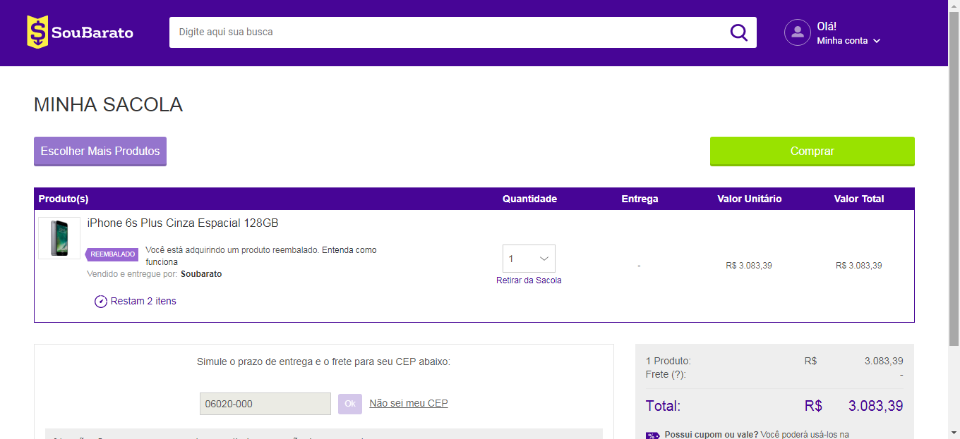 SouBarato
Digite aqui sua busca
Olá!
Minha conta
MINHA SACOLA
Escolher Mais Produtos
Comprar
Produto(s) Quantidade Entrega Valor Unitário Valor Total
iPhone 6s Plus Cinza Espacial 128GB
REEMBALADO Você está adquirindo um produto reembalado. Entenda como
funciona
Vendido e entregue por: Soubarato
1
- R$ 3.083,39 R$ 3.083,39
Retirar da Sacola
Restam 2 itens
Simule o prazo de entrega e o frete para seu CEP abaixo:
06020-000 Ok Não sei meu CEP
1 Produto: R$ 3.083,39
Frete (?): -
Total: R$ 3.083,39
Possui cupom ou vale? Você poderá usá-los na